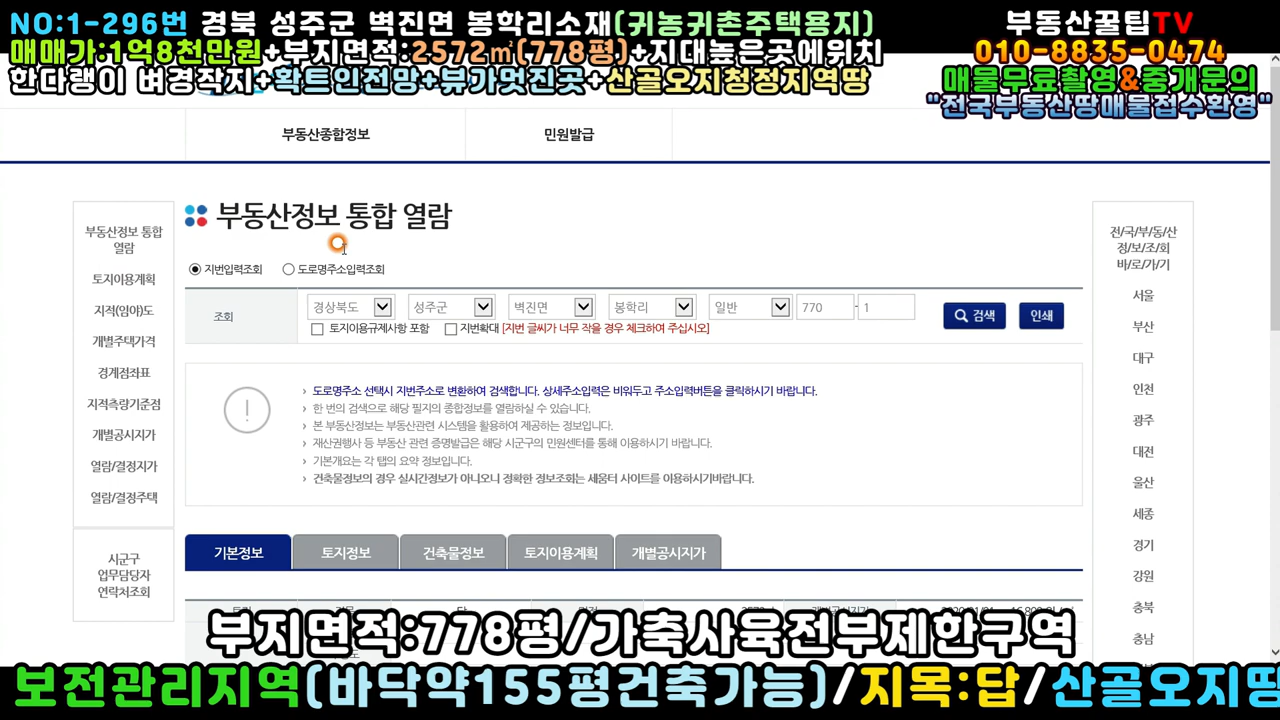 NO:1-296번 경북 성주군 벽진면 봉학리소재(귀농귀촌주택용지)
매매가:1억8천만원+부지면적:2572㎡(778평)+지대높은곳에위치
한다랭이 벼경작지+확트인전망+뷰가멋진곳+산골오지청정지역땅
부동산꿀팁TV
010-8835-0474
매물무료촬영&중개문의
"전국부동산땅매물접수환영"
부동산종합정보 민원발급
부동산정보 통합 열람
지번입력조회 도로명주소입력조회
조회 경상북도 성주군 벽진면 봉학리 일반 770 - 1 검색 인쇄
토지이용규제사항 포함 지번확대 [지번 글씨가 너무 작을 경우 체크하여 주십시오]
› 도로명주소 선택시 지번주소로 변환하여 검색합니다. 상세주소입력은 비워두고 주소입력버튼을 클릭하시기 바랍니다.
› 한 번의 검색으로 해당 필지의 종합정보를 열람하실 수 있습니다.
› 본 부동산정보는 부동산관련 시스템을 활용하여 제공하는 정보입니다.
› 재산권행사 등 부동산 관련 증명발급은 해당 시군구의 민원센터를 통해 이용하시기 바랍니다.
› 기본개요는 각 탭의 요약 정보입니다.
› 건축물정보의 경우 실시간정보가 아니오니 정확한 정보조회는 세움터 사이트를 이용하시기바랍니다.
기본정보 토지정보 건축물정보 토지이용계획 개별공시지가
부동산정보 통합
열람
토지이용계획
지적(임야)도
개별주택가격
경계점좌표
지적측량기준점
개별공시지가
열람/결정지가
열람/결정주택
시군구
업무담당자
연락처조회
전/국/부/동/산
정/보/조/회
바/로/가/기
서울
부산
대구
인천
광주
대전
울산
세종
경기
강원
충북
충남
부지면적:778평/가축사육전부제한구역
보전관리지역(바닥약155평건축가능)/지목:답/산골오지땅